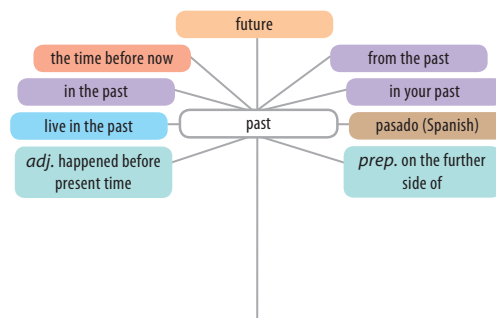 future
the time before now
from the past
in the past
in your past
live in the past
past
pasado (Spanish)
adj. happened before
present time
prep. on the further
side of